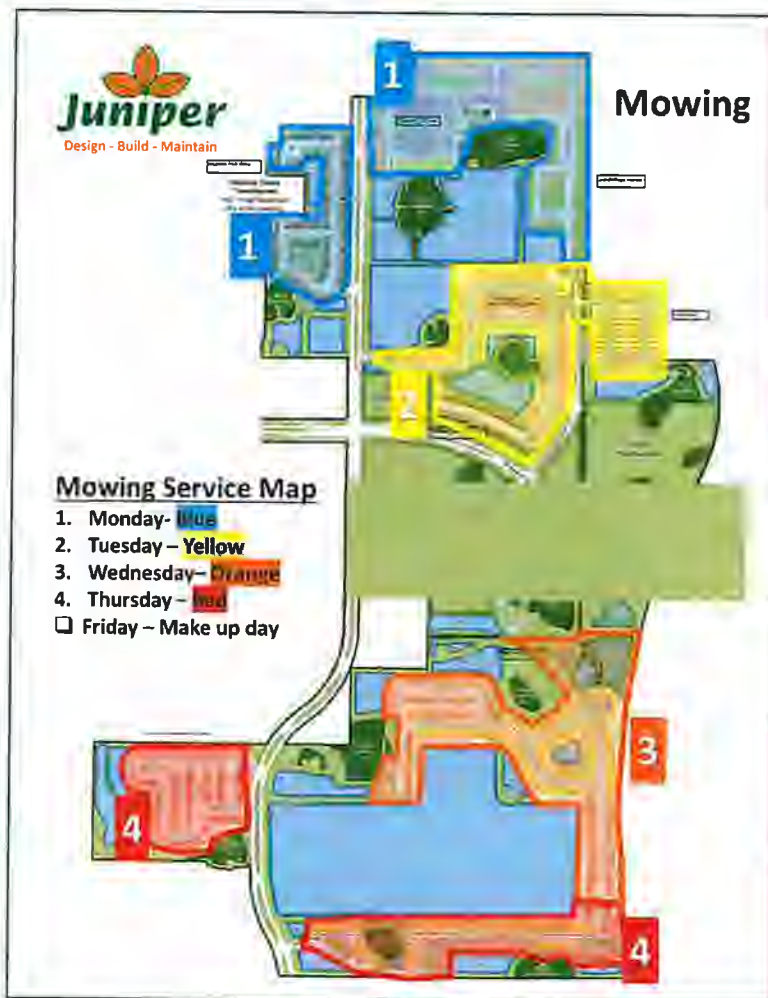 Juniper
Design - Build - Maintain
Mowing
1
1
2
Mowing Service Map
1. Monday- Blue
2. Tuesday – Yellow
3. Wednesday– Orange
4. Thursday – Red
❑ Friday – Make up day
3
4
4